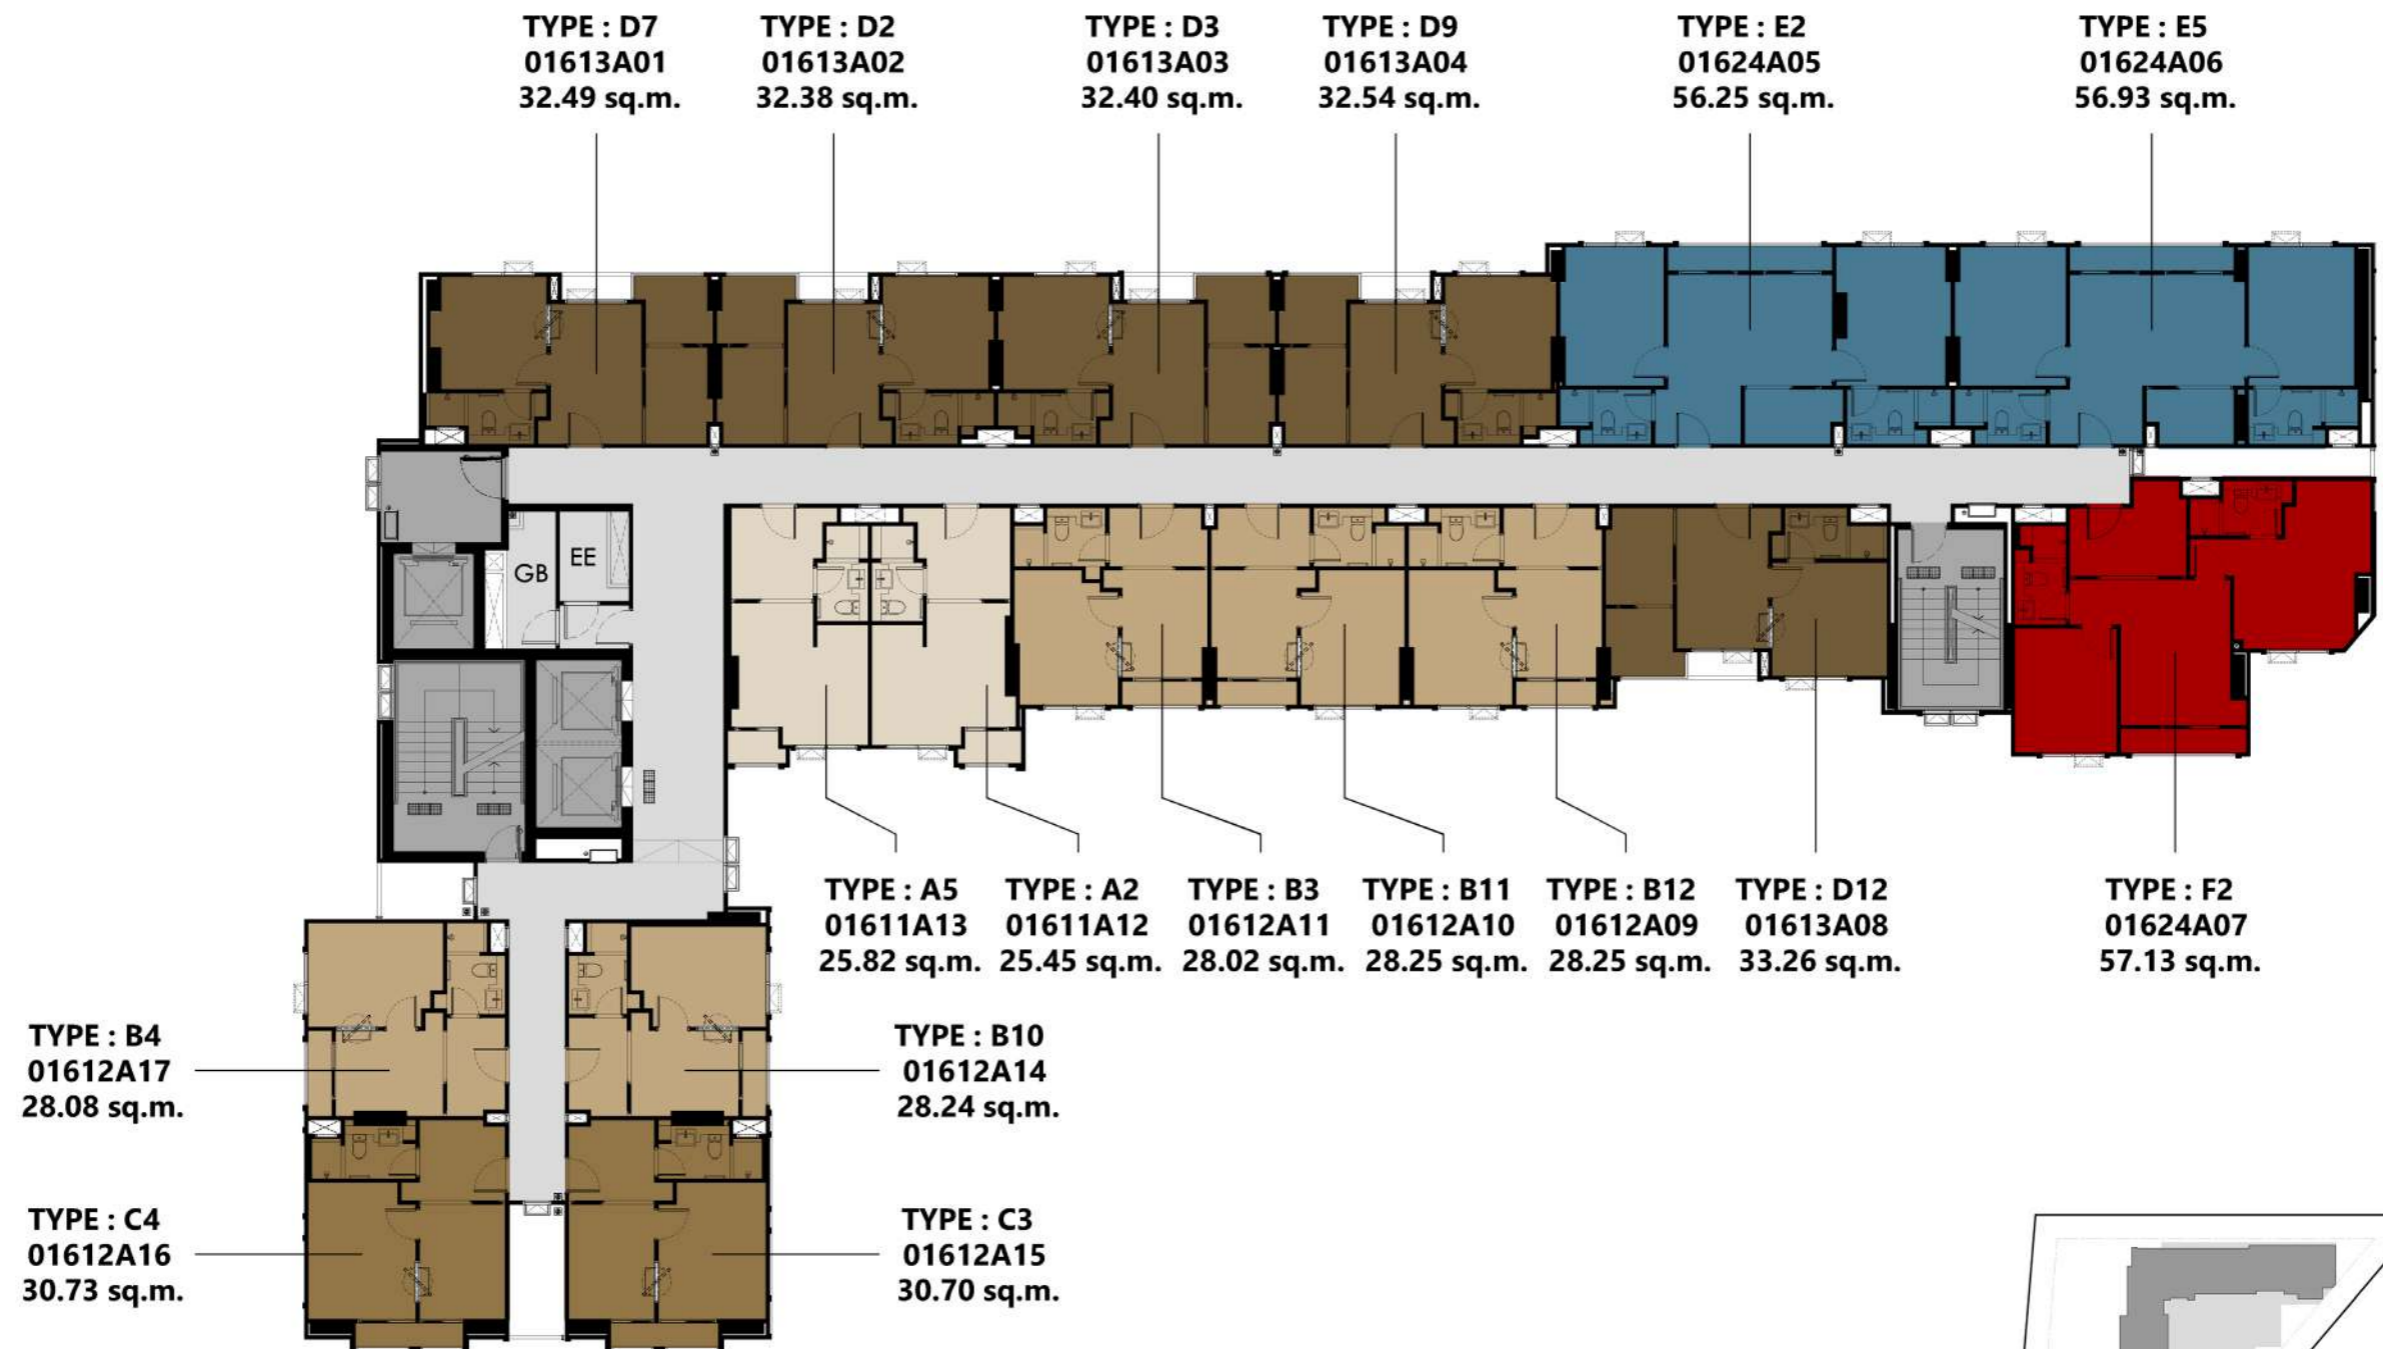 TYPE : D7
01613A01
32.49 sq.m.
TYPE : D2
01613A02
32.38 sq.m.
TYPE : D3
01613A03
32.40 sq.m.
TYPE : D9
01613A04
32.54 sq.m.
TYPE : E2
01624A05
56.25 sq.m.
TYPE : E5
01624A06
56.93 sq.m.
GB
EE
TYPE : A5
01611A13
25.82 sq.m.
TYPE : A2
01611A12
25.45 sq.m.
TYPE : B3
01612A11
28.02 sq.m.
TYPE : B11
01612A10
28.25 sq.m.
TYPE : B12
01612A09
28.25 sq.m.
TYPE : D12
01613A08
33.26 sq.m.
TYPE : F2
01624A07
57.13 sq.m.
TYPE : B4
01612A17
28.08 sq.m.
TYPE : B10
01612A14
28.24 sq.m.
TYPE : C4
01612A16
30.73 sq.m.
TYPE : C3
01612A15
30.70 sq.m.